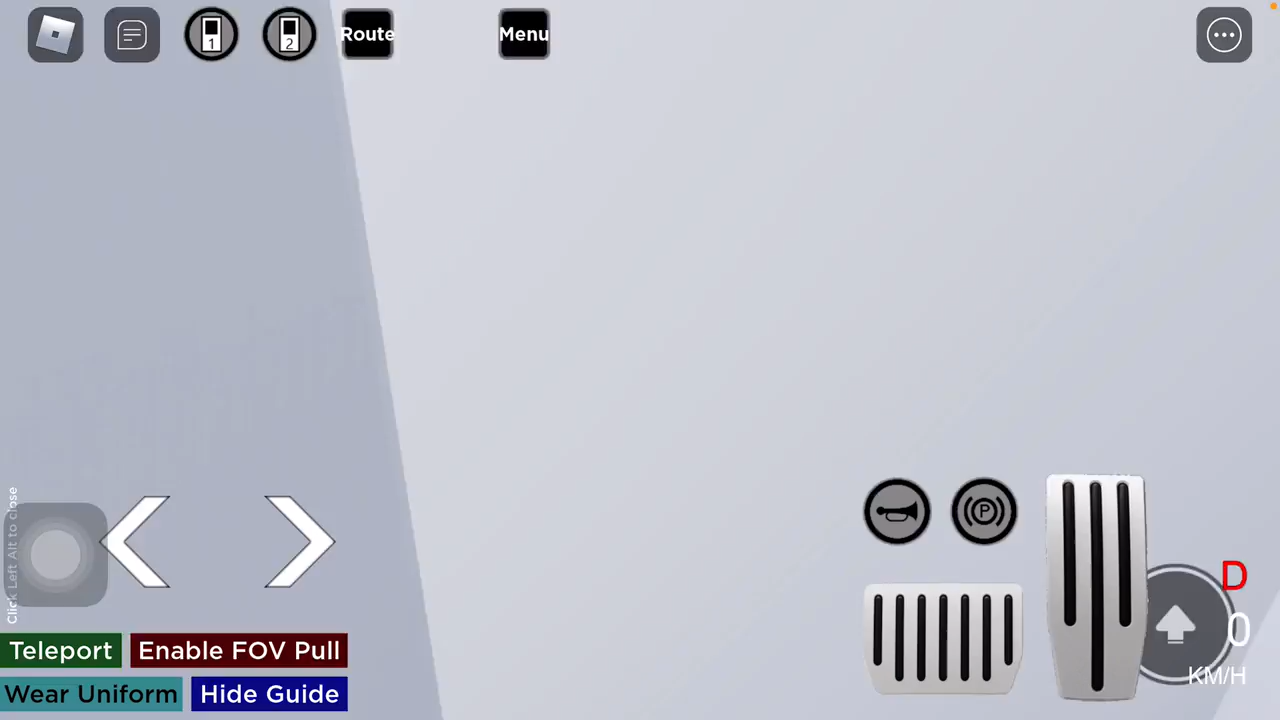 1
2
Route
Menu
Click Left Alt to close
P
D
0
KM/H
Teleport
Enable FOV Pull
Wear Uniform
Hide Guide